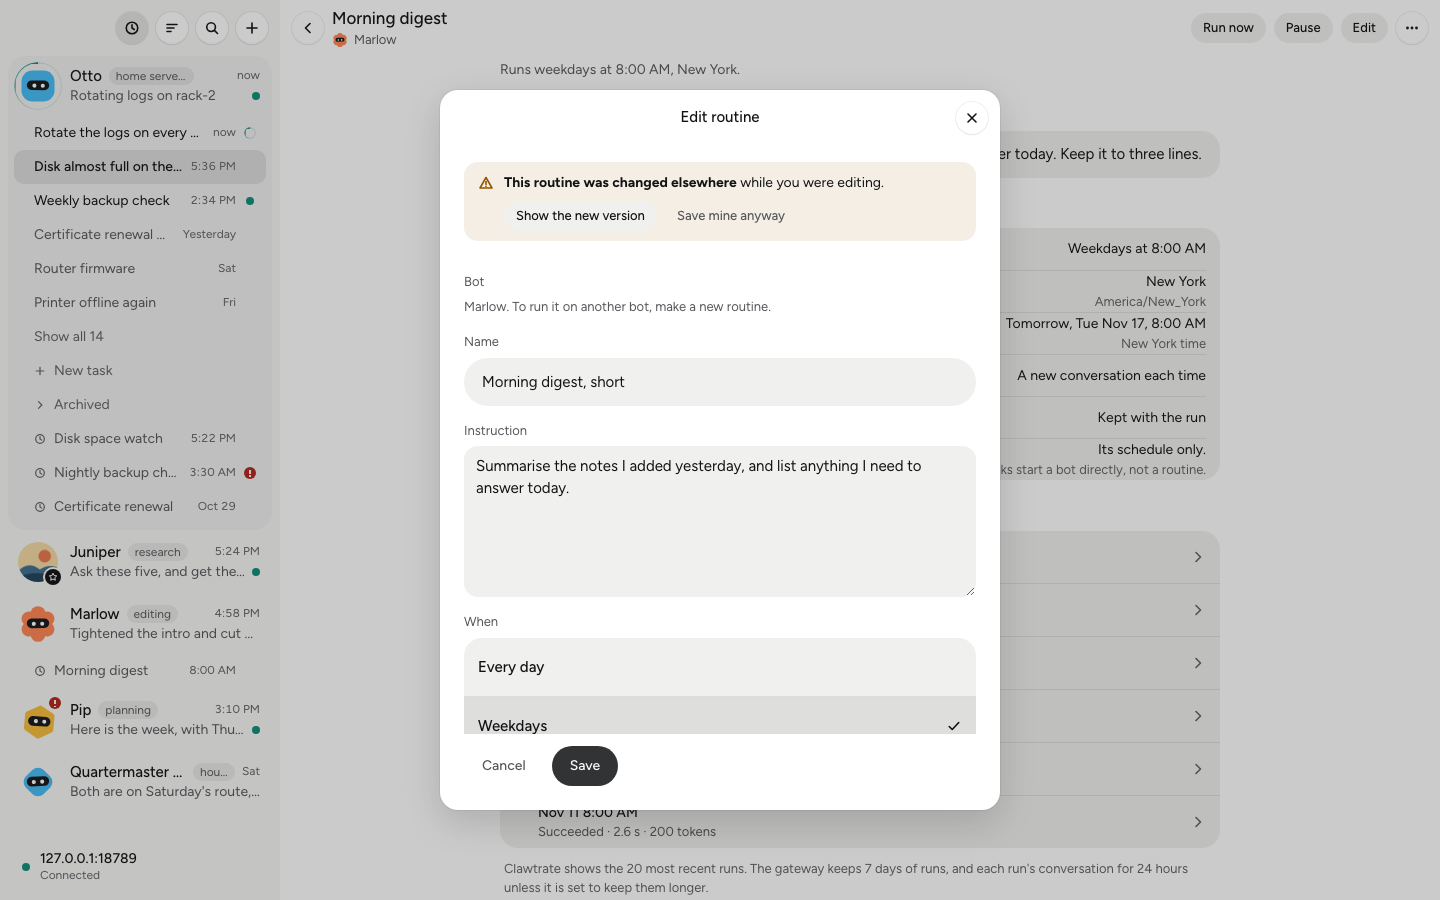 Otto
home serve...
now
Rotating logs on rack-2
Rotate the logs on every ...
now
Disk almost full on the...
5:36 PM
Weekly backup check
2:34 PM
Certificate renewal ...
Yesterday
Router firmware
Sat
Printer offline again
Fri
Show all 14
New task
Archived
Disk space watch
5:22 PM
Nightly backup ch...
3:30 AM
Certificate renewal
Oct 29
Juniper
research
5:24 PM
Ask these five, and get the...
Marlow
editing
4:58 PM
Tightened the intro and cut ...
Morning digest
8:00 AM
Pip
planning
3:10 PM
Here is the week, with Thu...
Quartermaster ...
hou...
Sat
Both are on Saturday's route,...
127.0.0.1:18789
Connected
Morning digest
Marlow
Run now
Pause
Edit
Runs weekdays at 8:00 AM, New York.
er today. Keep it to three lines.
Weekdays at 8:00 AM
New York
America/New_York
Tomorrow, Tue Nov 17, 8:00 AM
New York time
A new conversation each time
Kept with the run
Its schedule only.
ks start a bot directly, not a routine.
Edit routine
This routine was changed elsewhere while you were editing.
Show the new version
Save mine anyway
Bot
Marlow. To run it on another bot, make a new routine.
Name
Morning digest, short
Instruction
Summarise the notes I added yesterday, and list anything I need to
answer today.
When
Every day
Weekdays
Cancel
Save
Nov 11 8:00 AM
Succeeded · 2.6 s · 200 tokens
Clawtrate shows the 20 most recent runs. The gateway keeps 7 days of runs, and each run's conversation for 24 hours
unless it is set to keep them longer.